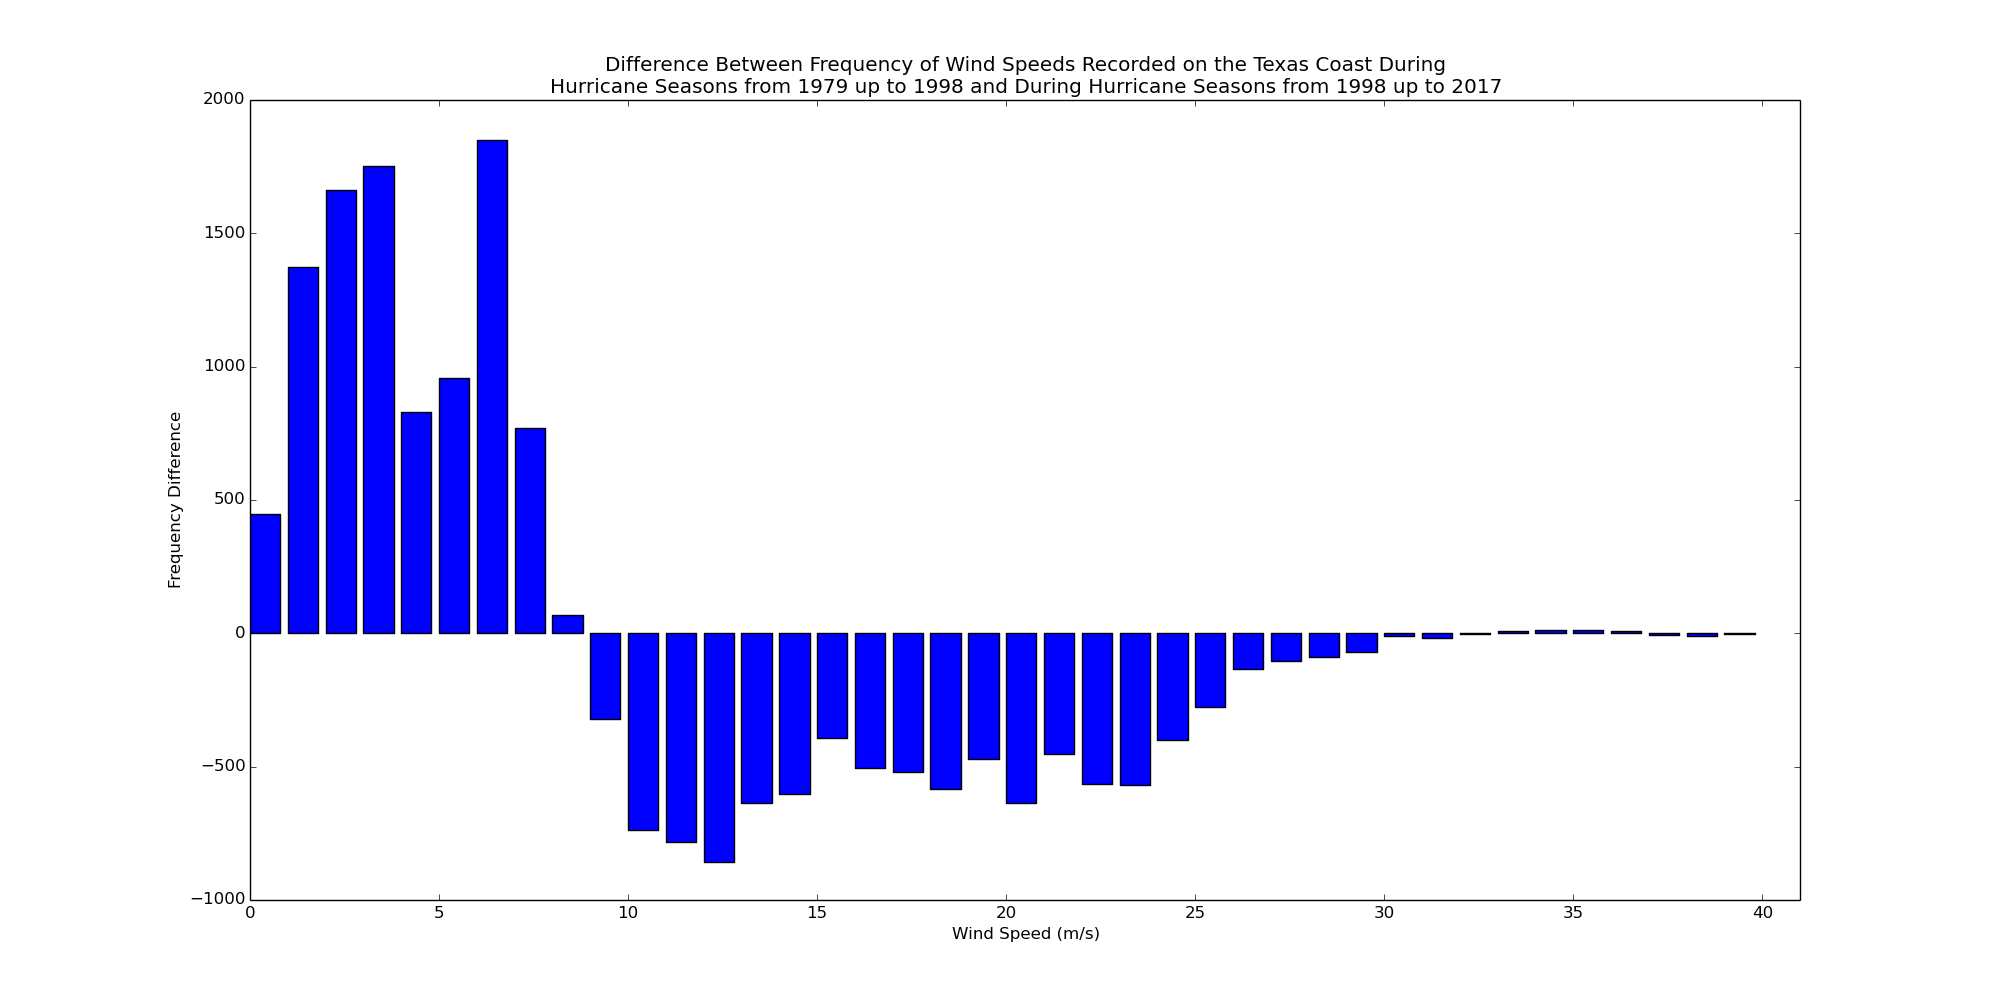 Difference Between Frequency of Wind Speeds Recorded on the Texas Coast During
Hurricane Seasons from 1979 up to 1998 and During Hurricane Seasons from 1998 up to 2017
2000
1500
1000
500
0
−500
−1000
Frequency Difference
0 5 10 15 20 25 30 35 40
Wind Speed (m/s)